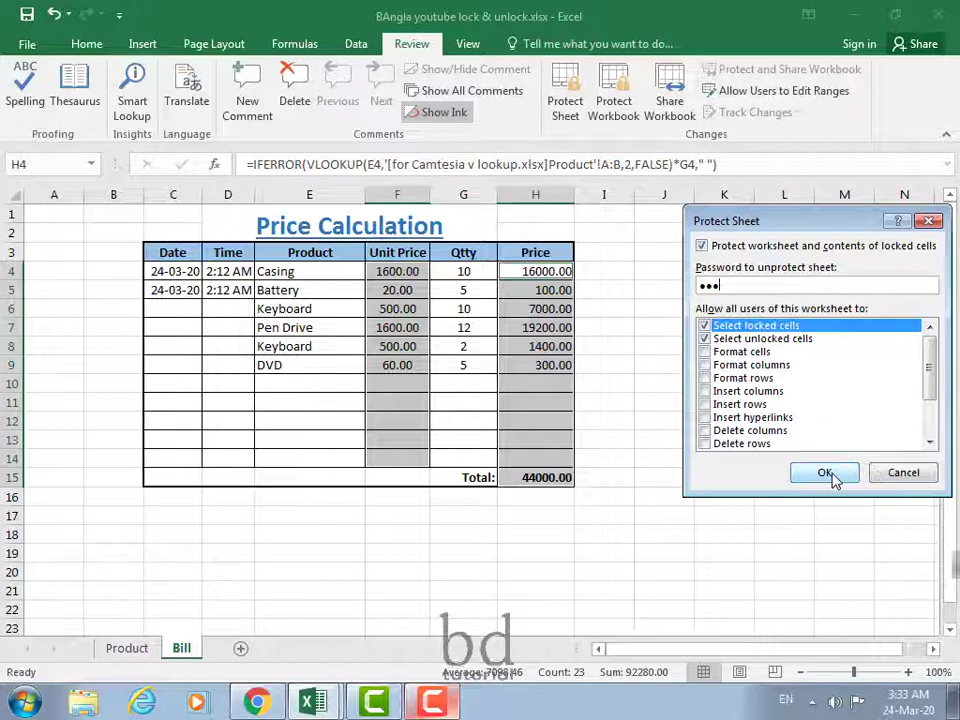 BAngla youtube lock & unlock.xlsx - Excel
File Home Insert Page Layout Formulas Data Review View Tell me what you want to do... Sign in Share
ABC
Spelling Thesaurus Smart Lookup Translate New Comment Delete Previous Next
Show/Hide Comment
Show All Comments
Show Ink
Protect Sheet Protect Workbook Share Workbook
Protect and Share Workbook
Allow Users to Edit Ranges
Track Changes
Proofing Insights Language Comments Changes
H4 =IFERROR(VLOOKUP(E4,'[for Camtesia v lookup.xlsx]Product'!A:B,2,FALSE)*G4," ")
A B C D E F G H I J K L M N
1
2 Price Calculation
3 Date Time Product Unit Price Qtty Price
4 24-03-20 2:12 AM Casing 1600.00 10 16000.00
5 24-03-20 2:12 AM Battery 20.00 5 100.00
6 Keyboard 500.00 10 7000.00
7 Pen Drive 1600.00 12 19200.00
8 Keyboard 500.00 2 1400.00
9 DVD 60.00 5 300.00
10
11
12
13
14
15 Total: 44000.00
16
17
18
19
20
21
22
23
Protect Sheet
Protect worksheet and contents of locked cells
Password to unprotect sheet:
Allow all users of this worksheet to:
Select locked cells
Select unlocked cells
Format cells
Format columns
Format rows
Insert columns
Insert rows
Insert hyperlinks
Delete columns
Delete rows
OK Cancel
bd
tutorial
Product Bill
Ready Average: 7098.46 Count: 23 Sum: 92280.00 100%
EN 3:33 AM
24-Mar-20